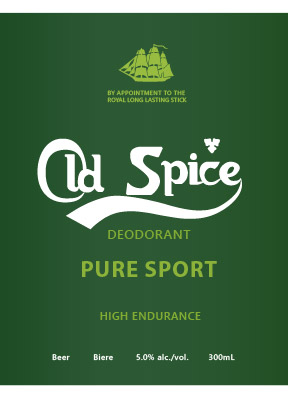 BY APPOINTMENT TO THE
ROYAL LONG LASTING STICK
Old Spice
DEODORANT
PURE SPORT
HIGH ENDURANCE
Beer Biere 5.0% alc./vol. 300mL